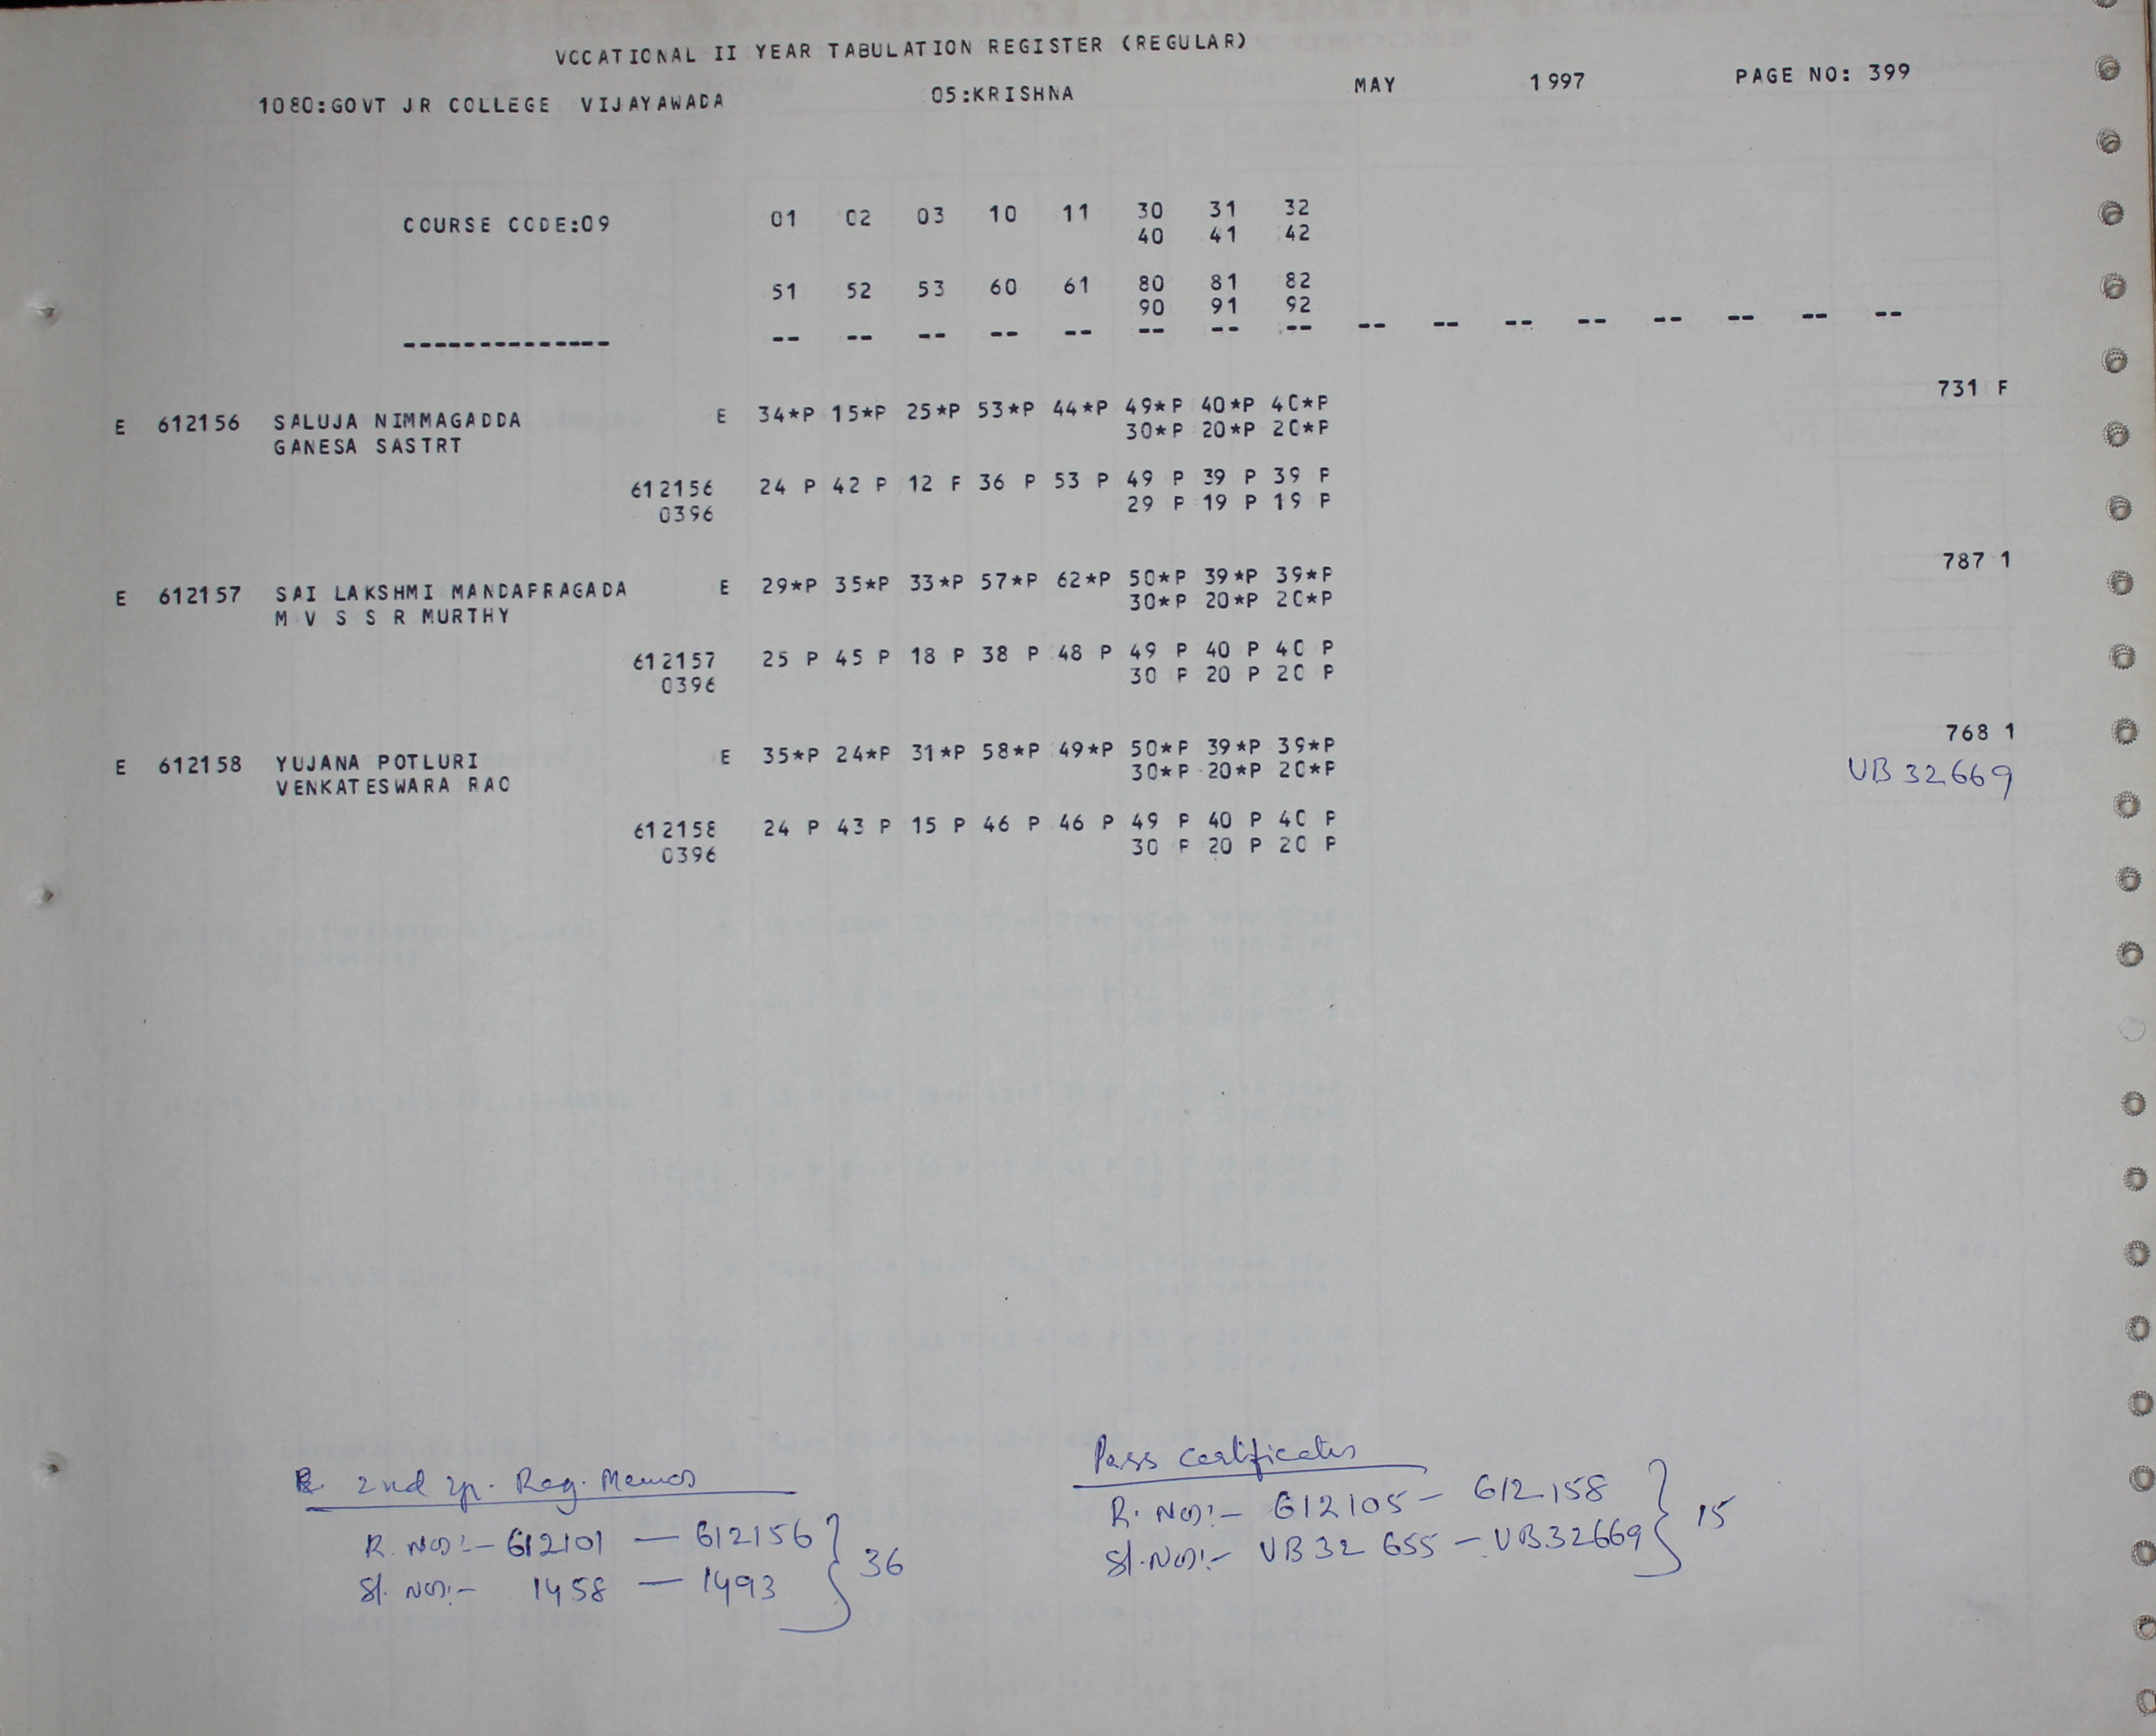 VCCATIONAL II YEAR TABULATION REGISTER (REGULAR)
1080:GOVT JR COLLEGE VIJAYAWADA 05:KRISHNA MAY 1997 PAGE NO: 399
COURSE CODE:09 01 02 03 10 11 30 31 32
40 41 42
51 52 53 60 61 80 81 82
90 91 92
-------------- -- -- -- -- -- -- -- -- -- -- -- -- -- -- -- --
731 F
E 612156 SALUJA NIMMAGADDA E 34*P 15*P 25*P 53*P 44*P 49*P 40*P 40*P
GANESA SASTRT 30*P 20*P 20*P
612156 24 P 42 P 12 F 36 P 53 P 49 P 39 P 39 P
0396 29 P 19 P 19 P
787 1
E 612157 SAI LAKSHMI MANDAPRAGADA E 29*P 35*P 33*P 57*P 62*P 50*P 39*P 39*P
M V S S R MURTHY 30*P 20*P 20*P
612157 25 P 45 P 18 P 38 P 48 P 49 P 40 P 40 P
0396 30 P 20 P 20 P
768 1
E 612158 YUJANA POTLURI E 35*P 24*P 31*P 58*P 49*P 50*P 39*P 39*P
VENKATESWARA RAO 30*P 20*P 20*P
VB 32669
612158 24 P 43 P 15 P 46 P 46 P 49 P 40 P 40 P
0396 30 P 20 P 20 P
2nd yr. Reg. Memos
R. No:- 612101 — 612156
Sl. No:- 1458 — 1493
36
Pass certificates
R. No:- 612105 - 612158
Sl. No:- VB 32 655 - VB32669
15